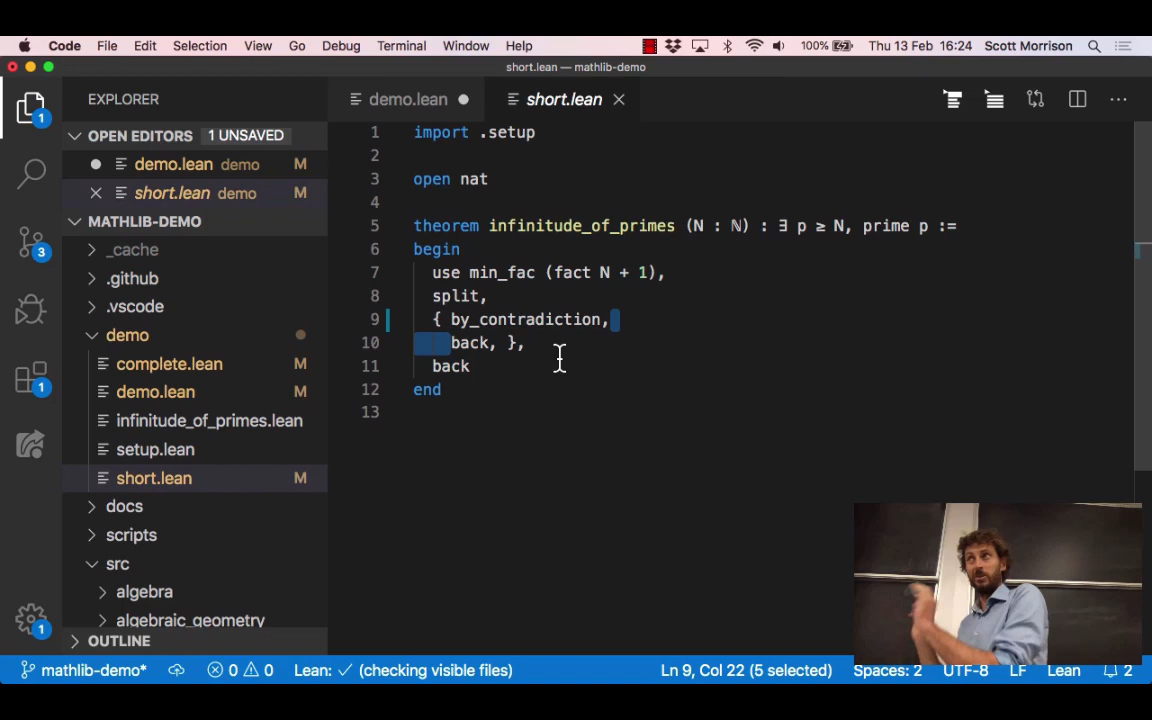 Code File Edit Selection View Go Debug Terminal Window Help 100% Thu 13 Feb 16:24 Scott Morrison
short.lean — mathlib-demo
EXPLORER
demo.lean
short.lean
OPEN EDITORS 1 UNSAVED
demo.lean demo M
short.lean demo M
MATHLIB-DEMO
_cache
.github
.vscode
demo
complete.lean M
demo.lean M
infinitude_of_primes.lean
setup.lean
short.lean M
docs
scripts
src
algebra
algebraic_geometry
OUTLINE
1
3
1
1
1 import .setup
2
3 open nat
4
5 theorem infinitude_of_primes (N : ℕ) : ∃ p ≥ N, prime p :=
6 begin
7 use min_fac (fact N + 1),
8 split,
9 { by_contradiction,
10 back, },
11 back
12 end
13
mathlib-demo* 0 0 Lean: ✓ (checking visible files) Ln 9, Col 22 (5 selected) Spaces: 2 UTF-8 LF Lean 2